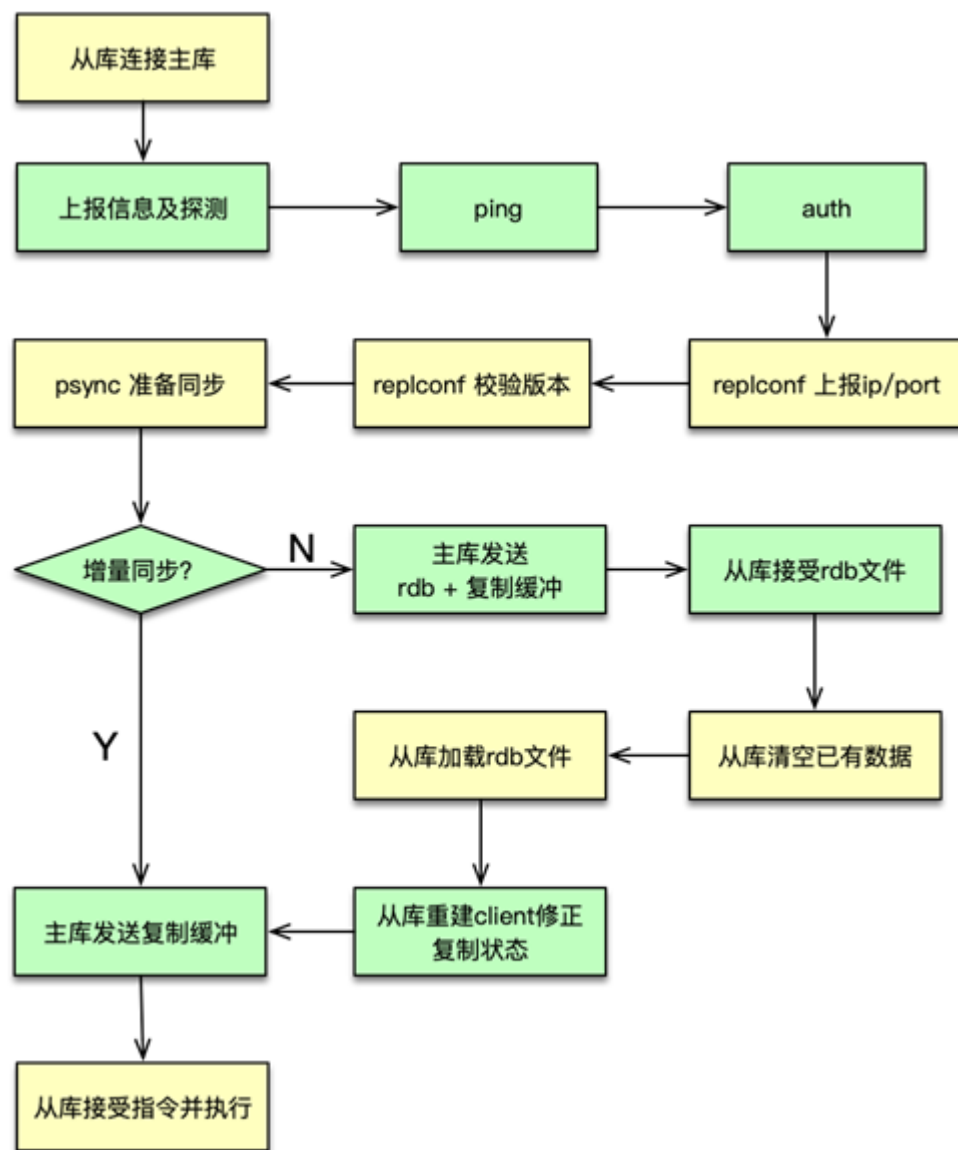 从库连接主库
上报信息及探测
ping
auth
replconf 上报ip/port
replconf 校验版本
psync 准备同步
增量同步?
N
主库发送
rdb + 复制缓冲
从库接受rdb文件
从库清空已有数据
从库加载rdb文件
从库重建client修正
复制状态
Y
主库发送复制缓冲
从库接受指令并执行